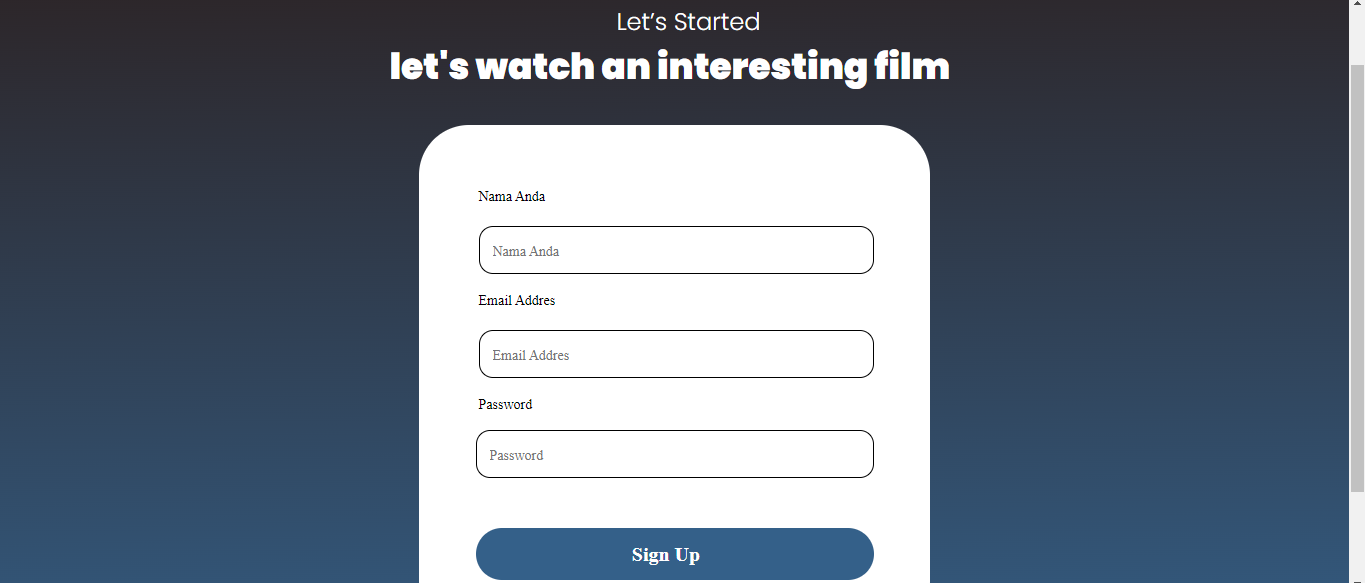 Let’s Started
let's watch an interesting film
Nama Anda
Nama Anda
Email Addres
Email Addres
Password
Password
Sign Up